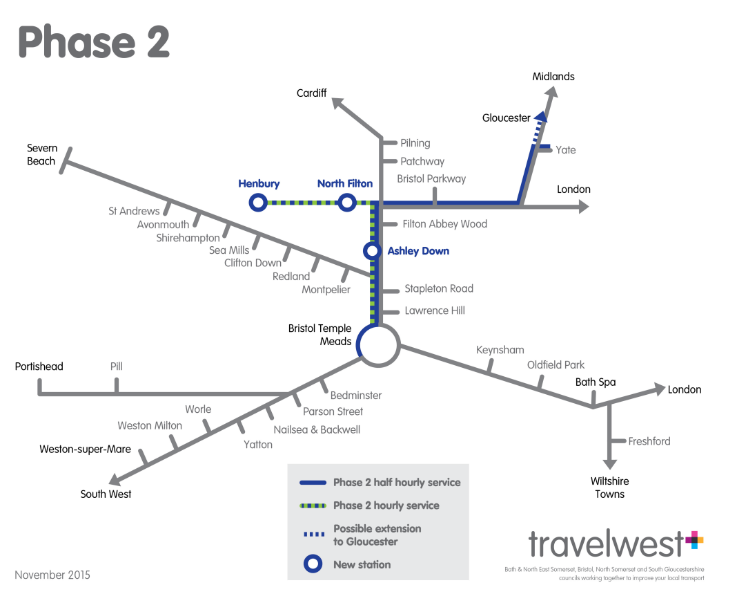 Phase 2
Midlands
Cardiff
Gloucester
Pilning
Yate
Severn
Beach
Patchway
Bristol Parkway
Henbury
North Filton
London
St Andrews
Avonmouth
Filton Abbey Wood
Shirehampton
Sea Mills
Ashley Down
Clifton Down
Redland
Montpelier
Stapleton Road
Lawrence Hill
Bristol Temple
Meads
Keynsham
Portishead
Pill
Oldfield Park
Bath Spa
London
Bedminster
Worle
Parson Street
Weston Milton
Nailsea & Backwell
Weston-super-Mare
Yatton
Freshford
South West
Wiltshire
Towns
Phase 2 half hourly service
Phase 2 hourly service
Possible extension
to Gloucester
New station
travelwest
Bath & North East Somerset, Bristol, North Somerset and South Gloucestershire
councils working together to improve your local transport
November 2015